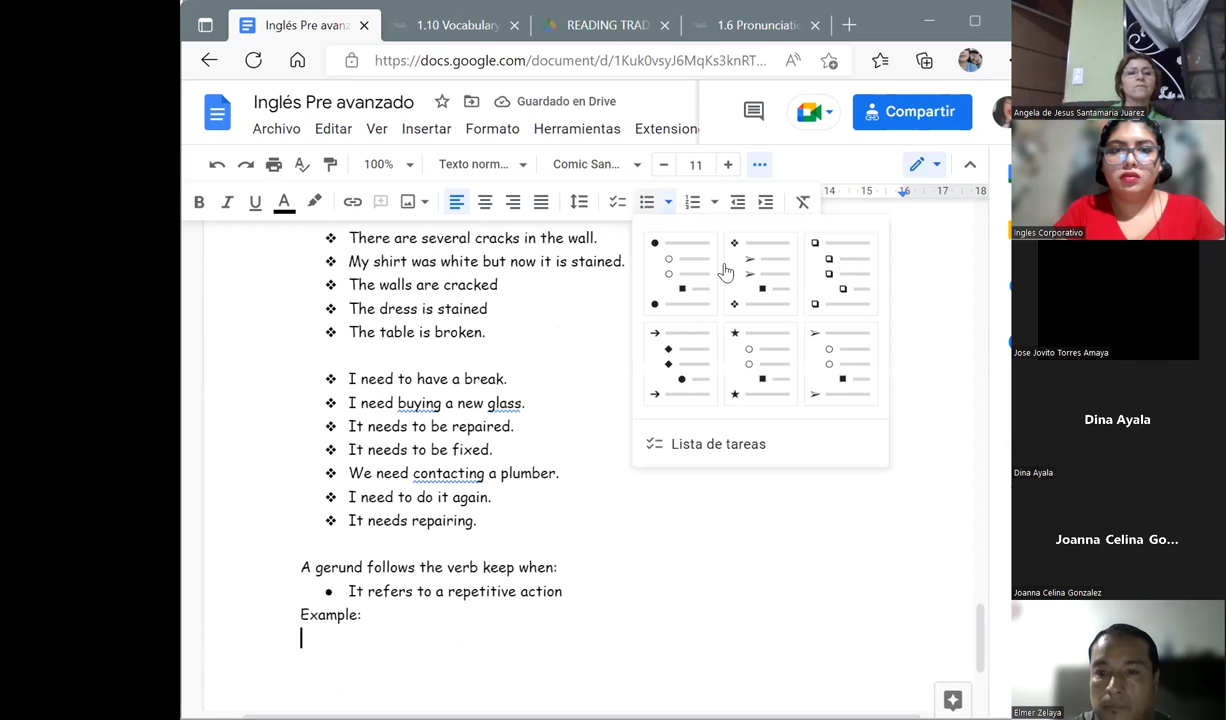 Inglés Pre avanz
1.10 Vocabulary
READING TRAD
1.6 Pronunciati
https://docs.google.com/document/d/1Kuk0vsyJ6MqKs3knRT...
Inglés Pre avanzado
Guardado en Drive
Compartir
Archivo Editar Ver Insertar Formato Herramientas Extension
100% Texto norm... Comic San... 11
B I U A
14 15 16 17 18
There are several cracks in the wall.
My shirt was white but now it is stained.
The walls are cracked
The dress is stained
The table is broken.
I need to have a break.
I need buying a new glass.
It needs to be repaired.
It needs to be fixed.
We need contacting a plumber.
I need to do it again.
It needs repairing.
A gerund follows the verb keep when:
It refers to a repetitive action
Example:
Lista de tareas
Angela de Jesus Santamaria Juarez
Ingles Corporativo
Jose Jovito Torres Amaya
Dina Ayala
Dina Ayala
Joanna Celina Go...
Joanna Celina Gonzalez
Elmer Zelaya